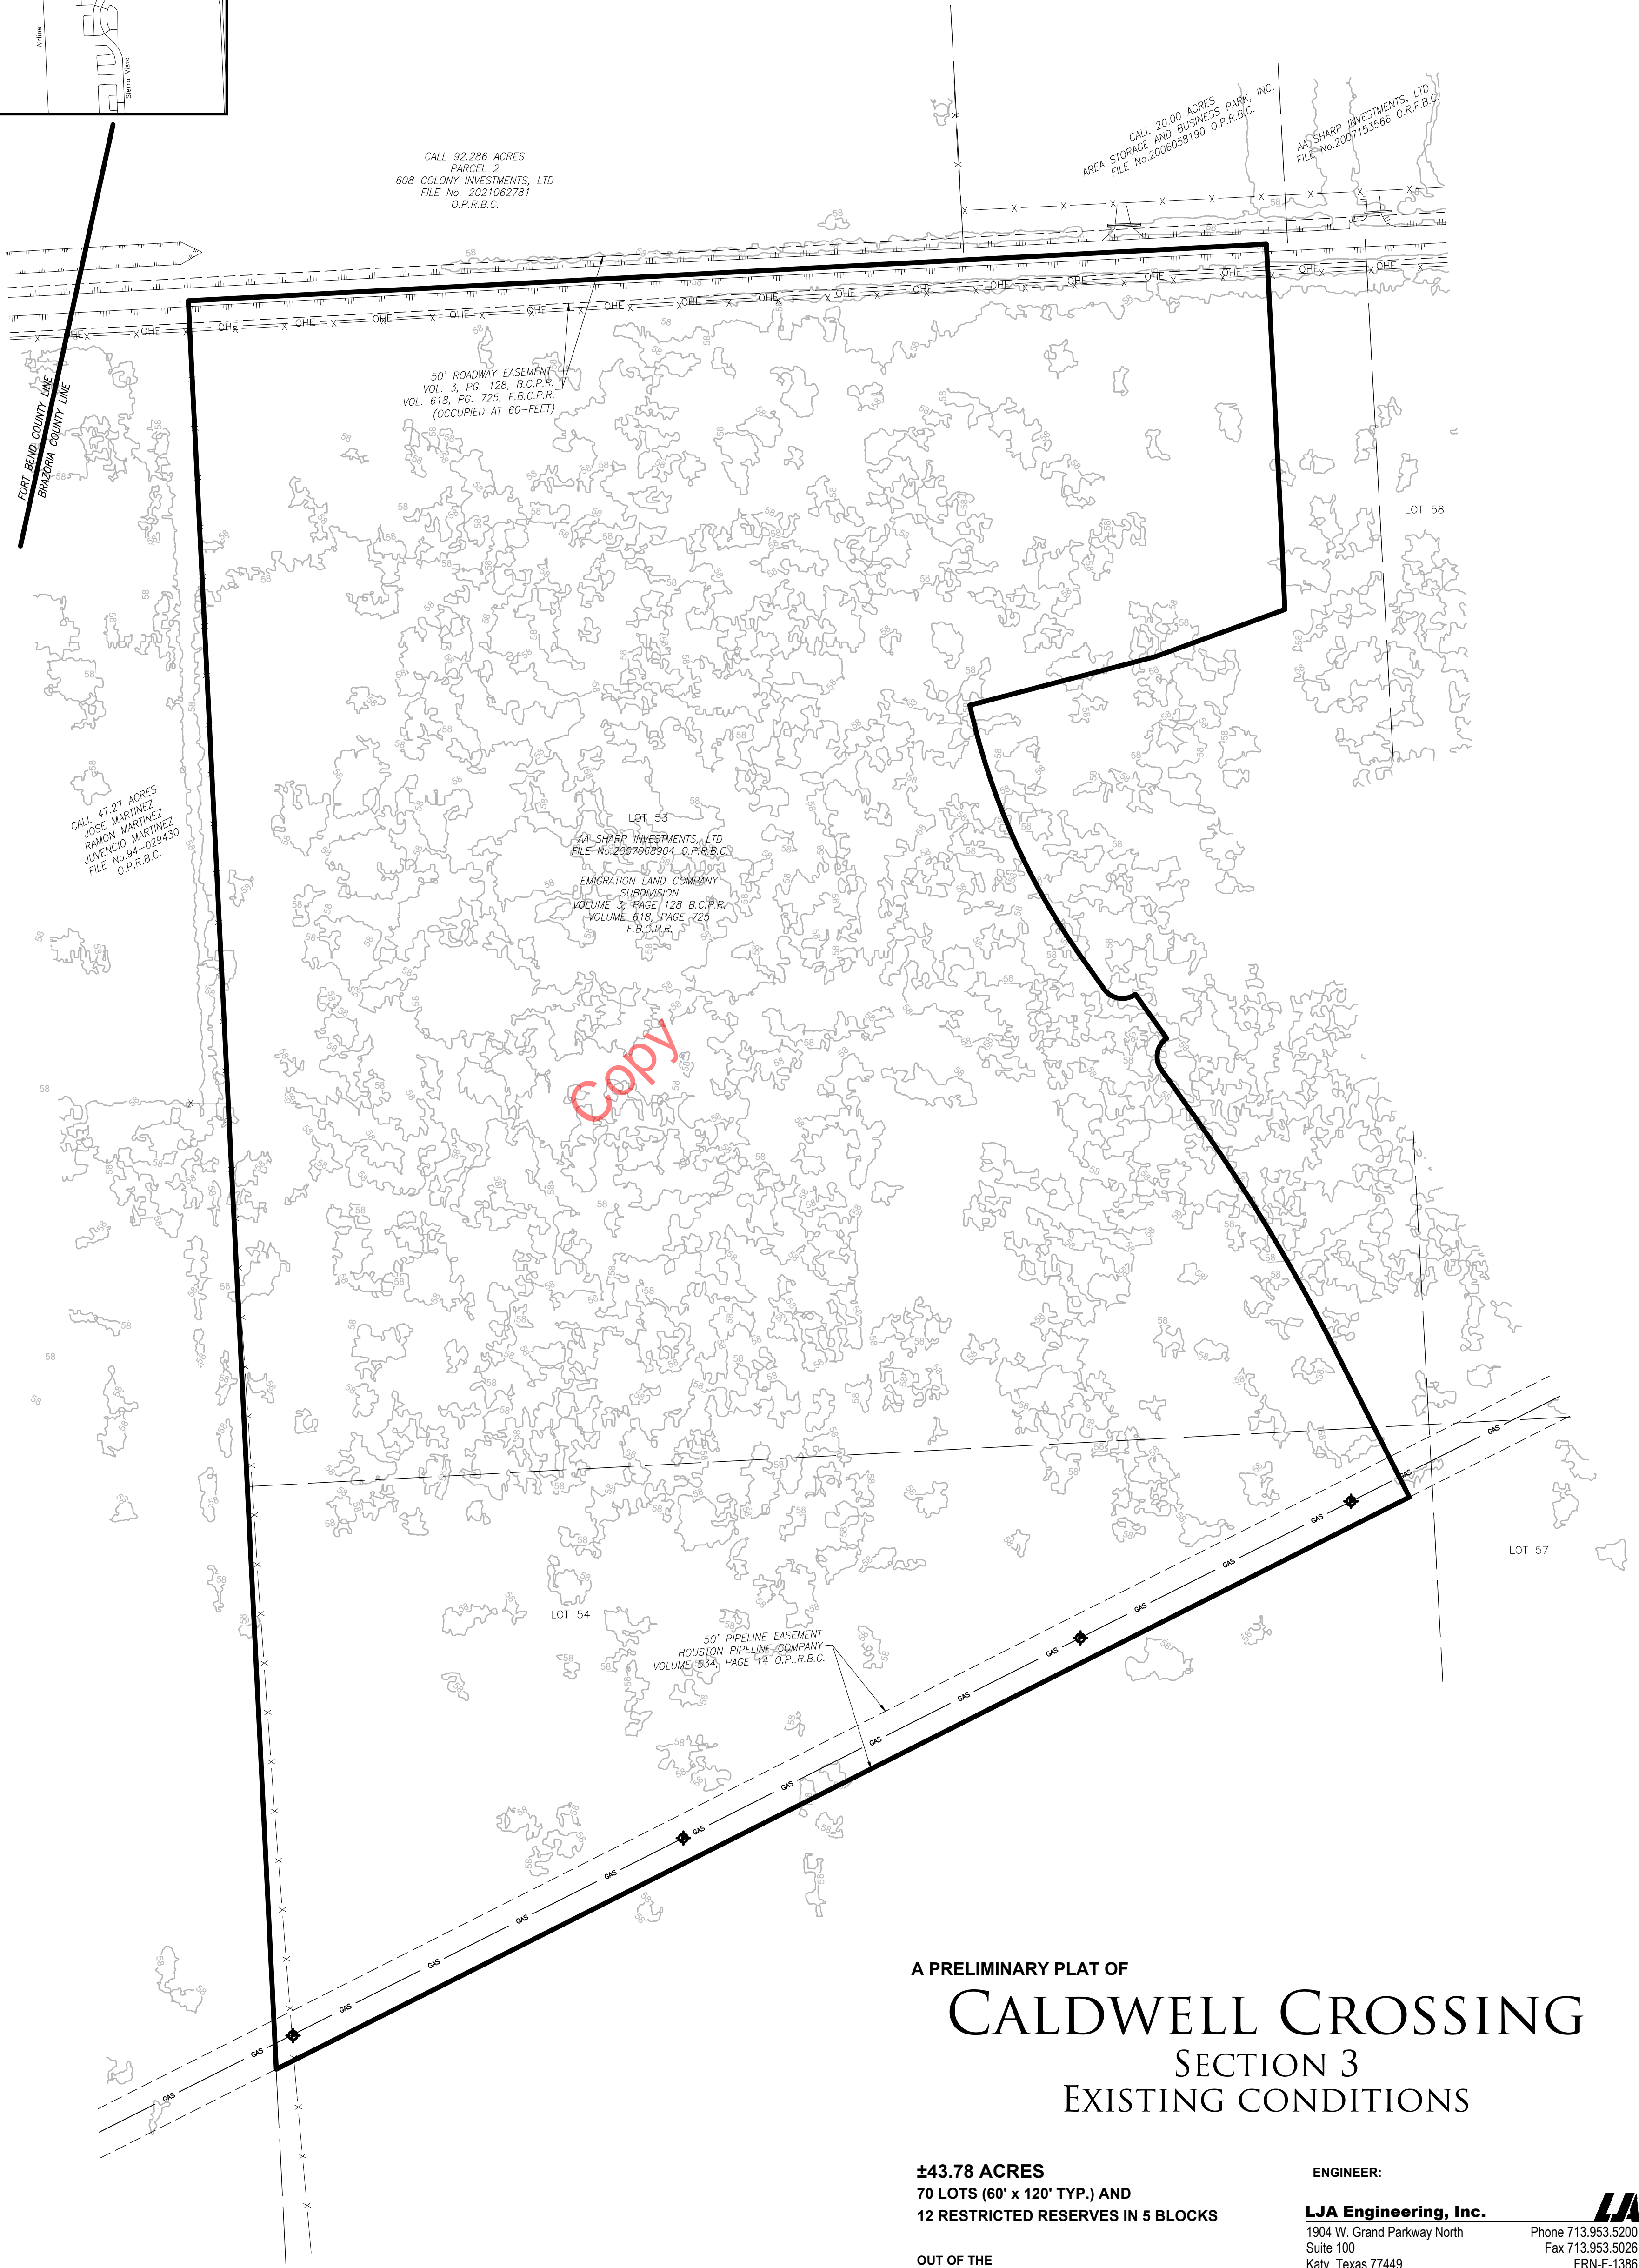 Airline
Sierra Vista
CALL 92.286 ACRES
PARCEL 2
608 COLONY INVESTMENTS, LTD
FILE No. 2021062781
O.P.R.B.C.
CALL 20.00 ACRES
AREA STORAGE AND BUSINESS PARK, INC.
FILE No.2006058190 O.P.R.B.C.
AA SHARP INVESTMENTS, LTD
FILE No.2007153566 O.R.F.B.C.
FORT BEND COUNTY LINE
BRAZORIA COUNTY LINE
50' ROADWAY EASEMENT
VOL. 3, PG. 128, B.C.P.R.
VOL. 618, PG. 725, F.B.C.P.R.
(OCCUPIED AT 60-FEET)
LOT 58
CALL 47.27 ACRES
JOSE MARTINEZ
RAMON MARTINEZ
JUVENCIO MARTINEZ
FILE No.94-029430
O.P.R.B.C.
LOT 53
AA SHARP INVESTMENTS, LTD
FILE No.2007068904 O.P.R.B.C.
EMIGRATION LAND COMPANY
SUBDIVISION
VOLUME 3, PAGE 128 B.C.P.R.
VOLUME 618, PAGE 725
F.B.C.P.R.
Copy
LOT 57
LOT 54
50' PIPELINE EASEMENT
HOUSTON PIPELINE COMPANY
VOLUME 534, PAGE 14 O.P..R.B.C.
A PRELIMINARY PLAT OF
CALDWELL CROSSING
SECTION 3
EXISTING CONDITIONS
±43.78 ACRES
70 LOTS (60' x 120' TYP.) AND
12 RESTRICTED RESERVES IN 5 BLOCKS
OUT OF THE
ENGINEER:
LJA Engineering, Inc.
LJA
1904 W. Grand Parkway North Phone 713.953.5200
Suite 100 Fax 713.953.5026
Katy, Texas 77449 FRN-F-1386